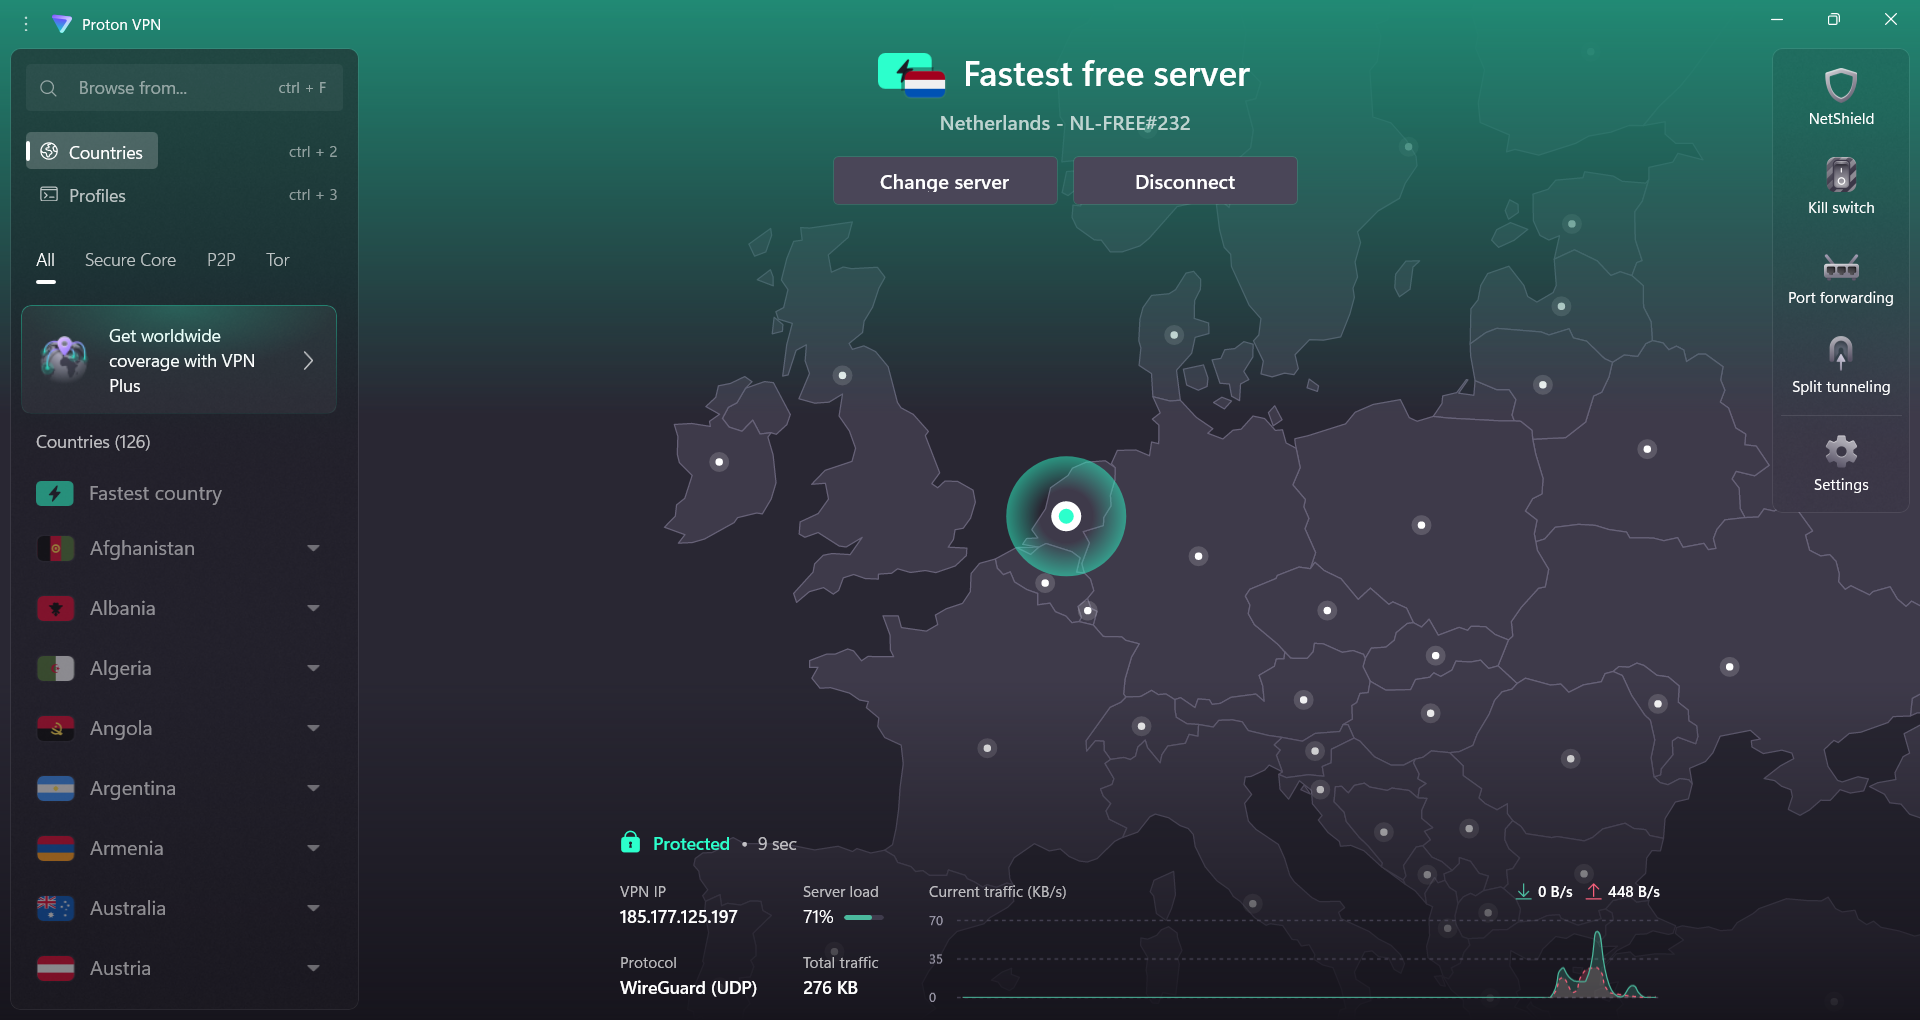 Proton VPN
Browse from...
ctrl + F
Countries
ctrl + 2
Profiles
ctrl + 3
All
Secure Core
P2P
Tor
Get worldwide
coverage with VPN
Plus
Countries (126)
Fastest country
Afghanistan
Albania
Algeria
Angola
Argentina
Armenia
Australia
Austria
Fastest free server
Netherlands - NL-FREE#232
Change server
Disconnect
Protected • 9 sec
VPN IP
185.177.125.197
Server load
71%
Protocol
WireGuard (UDP)
Total traffic
276 KB
Current traffic (KB/s)
0 B/s
448 B/s
70
35
0
NetShield
Kill switch
Port forwarding
Split tunneling
Settings